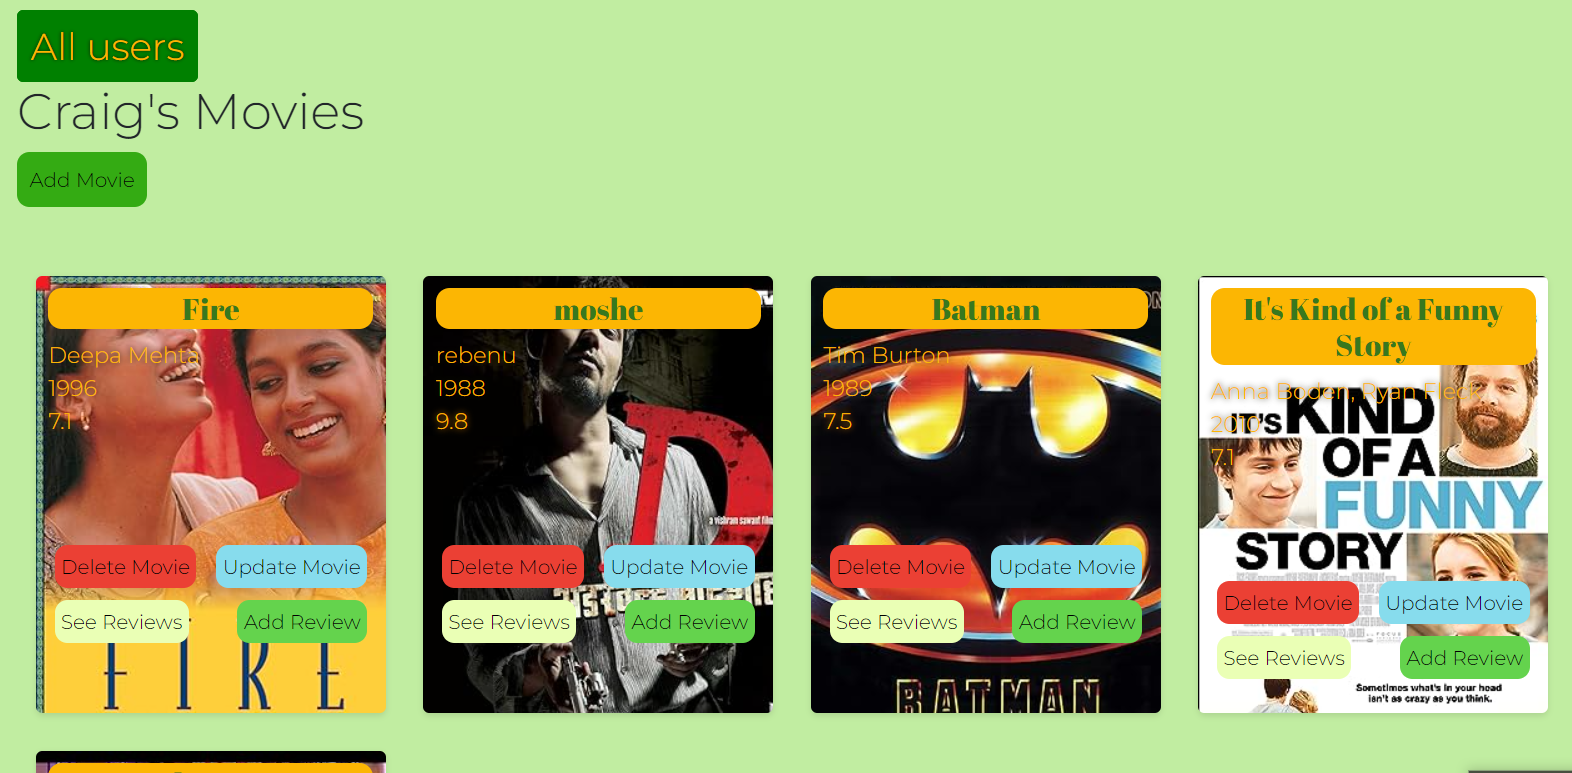 All users
Craig's Movies
Add Movie
Fire
Deepa Mehta
1996
7.1
Delete Movie Update Movie
See Reviews Add Review
FIRE
moshe
rebenu
1988
9.8
D
a vishram sawant film
Delete Movie Update Movie
See Reviews Add Review
Batman
Tim Burton
1989
7.5
Delete Movie Update Movie
See Reviews Add Review
BATMAN
It's Kind of a Funny
Story
Anna Boden, Ryan Fleck
2010
7.1
IT'S KIND
OF A
FUNNY
STORY
Delete Movie Update Movie
See Reviews Add Review
FOCUS
Sometimes what's in your head
isn't as crazy as you think.